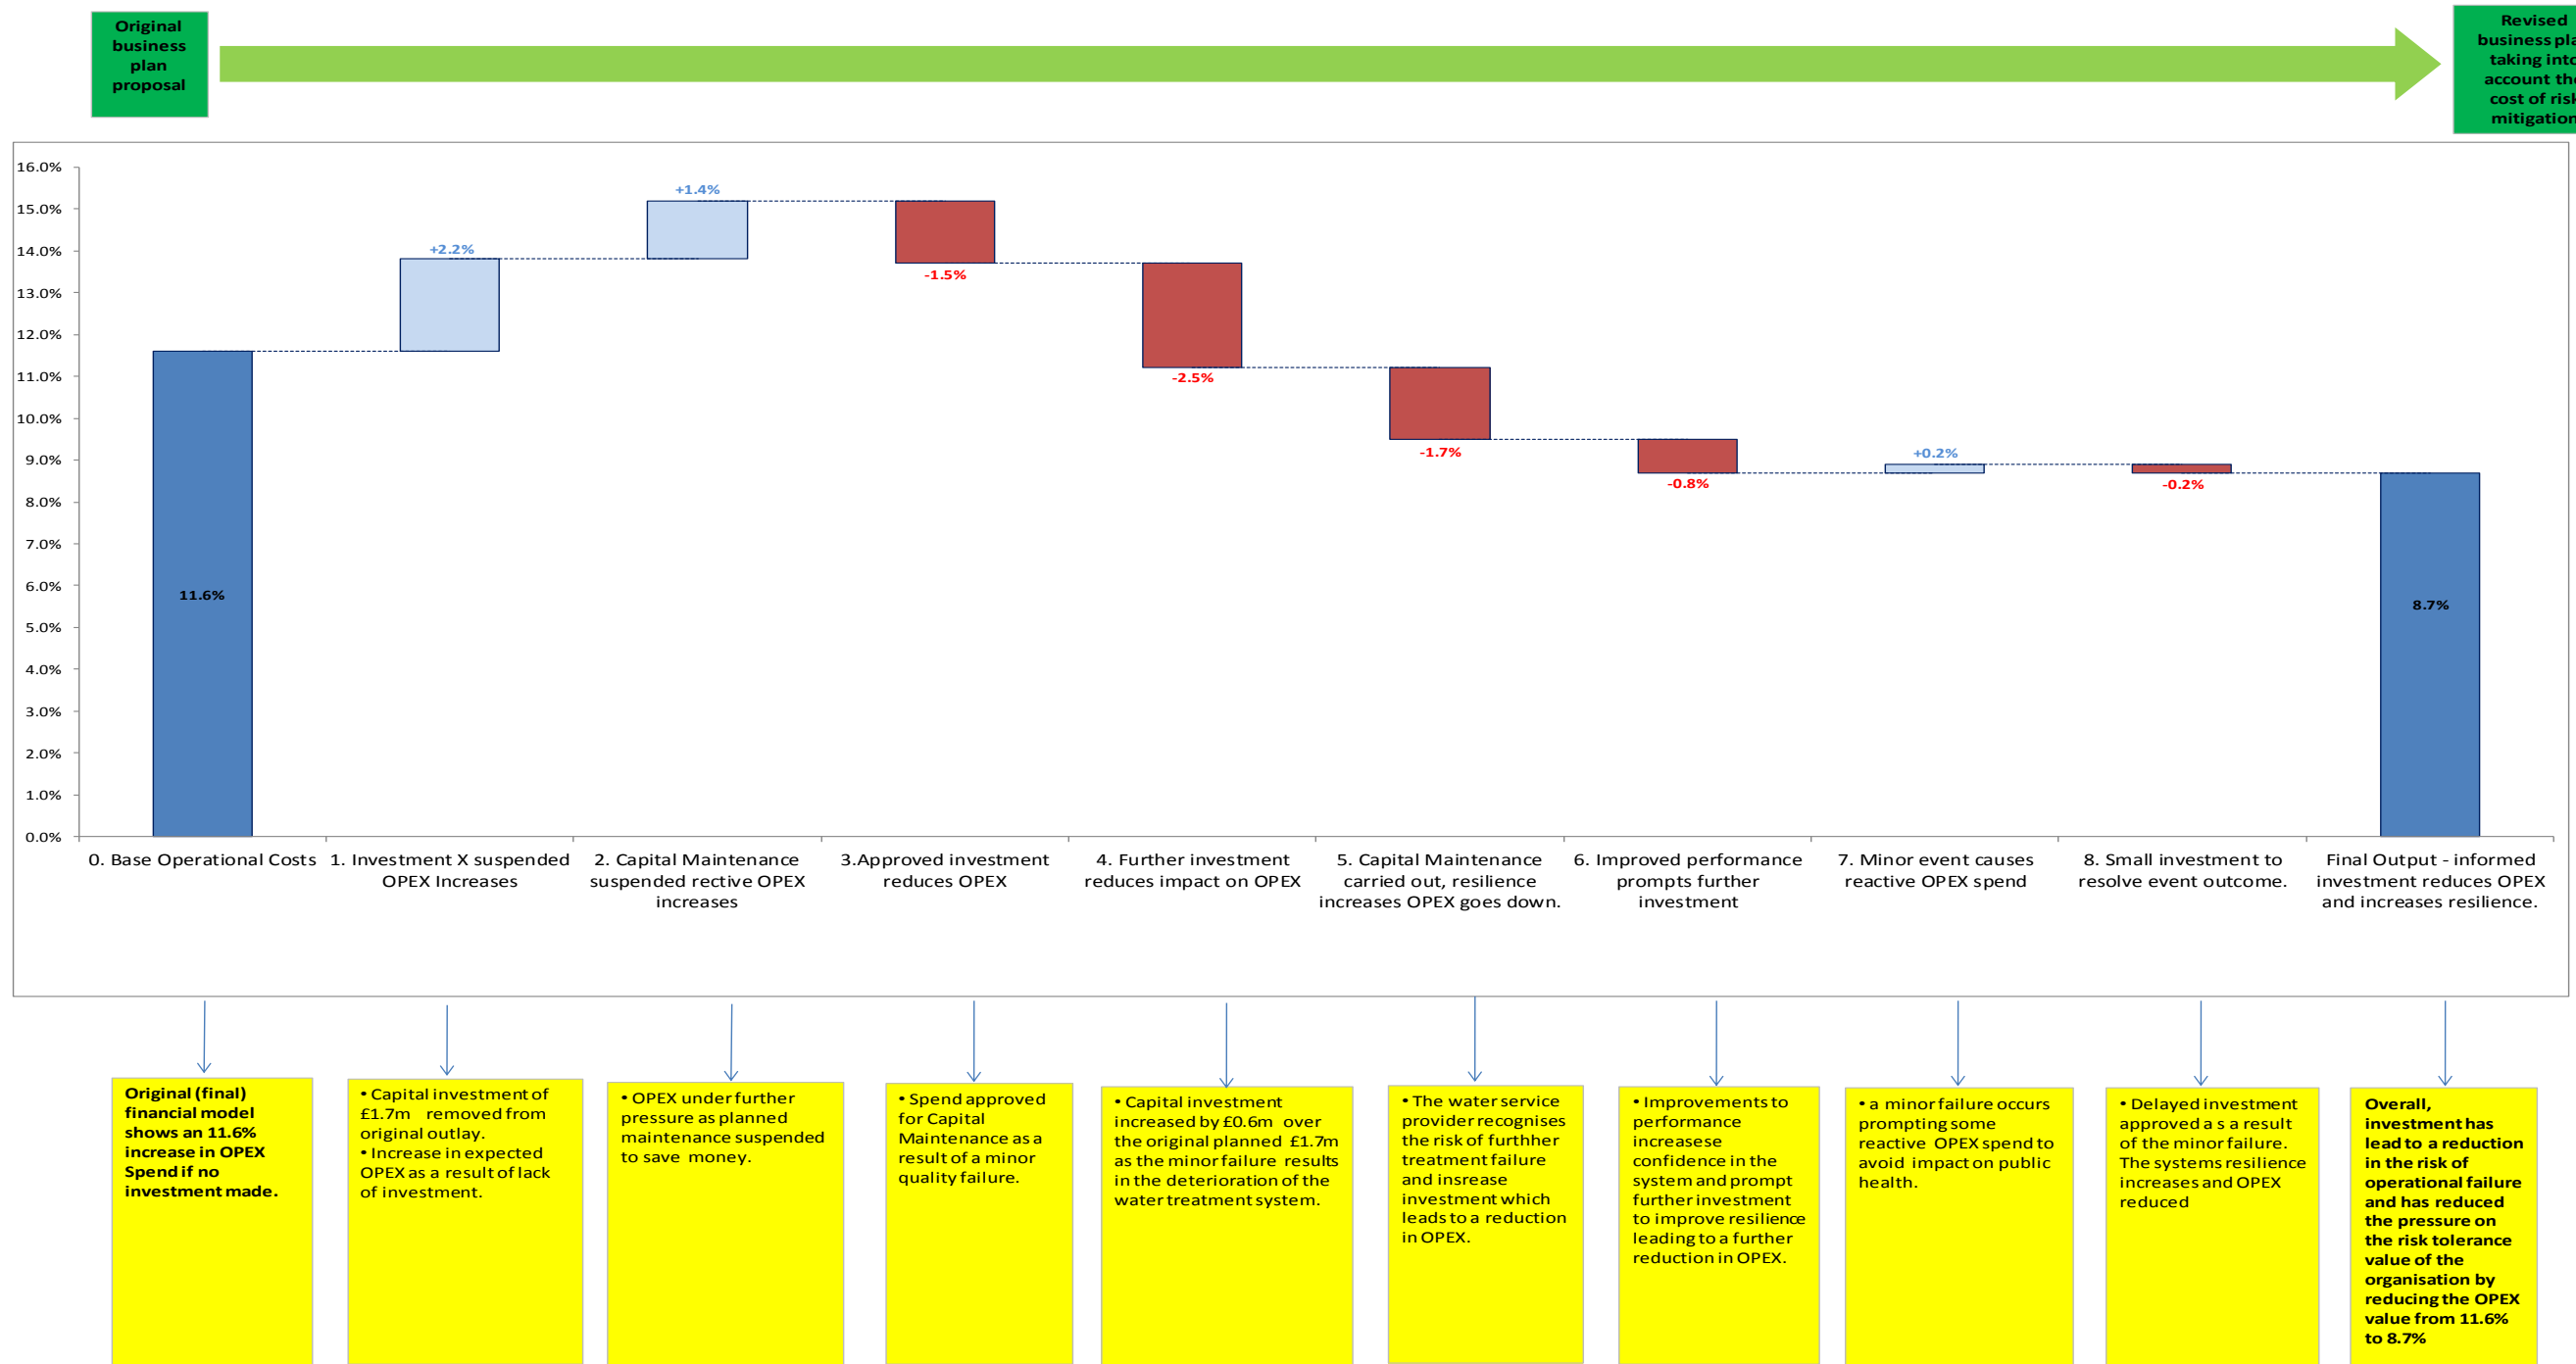 Original
business
plan
proposal
Revised
business pla
taking into
account the
cost of risk
mitigation
16.0%
15.0%
14.0%
13.0%
12.0%
11.0%
10.0%
9.0%
8.0%
7.0%
6.0%
5.0%
4.0%
3.0%
2.0%
1.0%
0.0%
11.6%
+2.2%
+1.4%
-1.5%
-2.5%
-1.7%
-0.8%
+0.2%
-0.2%
8.7%
0. Base Operational Costs
1. Investment X suspended
OPEX Increases
2. Capital Maintenance
suspended rective OPEX
increases
3.Approved investment
reduces OPEX
4. Further investment
reduces impact on OPEX
5. Capital Maintenance
carried out, resilience
increases OPEX goes down.
6. Improved performance
prompts further
investment
7. Minor event causes
reactive OPEX spend
8. Small investment to
resolve event outcome.
Final Output - informed
investment reduces OPEX
and increases resilience.
Original (final)
financial model
shows an 11.6%
increase in OPEX
Spend if no
investment made.
• Capital investment of
£1.7m removed from
original outlay.
• Increase in expected
OPEX as a result of lack
of investment.
• OPEX under further
pressure as planned
maintenance suspended
to save money.
• Spend approved
for Capital
Maintenance as a
result of a minor
quality failure.
• Capital investment
increased by £0.6m over
the original planned £1.7m
as the minor failure results
in the deterioration of the
water treatment system.
• The water service
provider recognises
the risk of furthher
treatment failure
and insrease
investment which
leads to a reduction
in OPEX.
• Improvements to
performance
increasese
confidence in the
system and prompt
further investment
to improve resilience
leading to a further
reduction in OPEX.
• a minor failure occurs
prompting some
reactive OPEX spend to
avoid impact on public
health.
• Delayed investment
approved a s a result
of the minor failure.
The systems resilience
increases and OPEX
reduced
Overall,
investment has
lead to a reduction
in the risk of
operational failure
and has reduced
the pressure on
the risk tolerance
value of the
organisation by
reducing the OPEX
value from 11.6%
to 8.7%